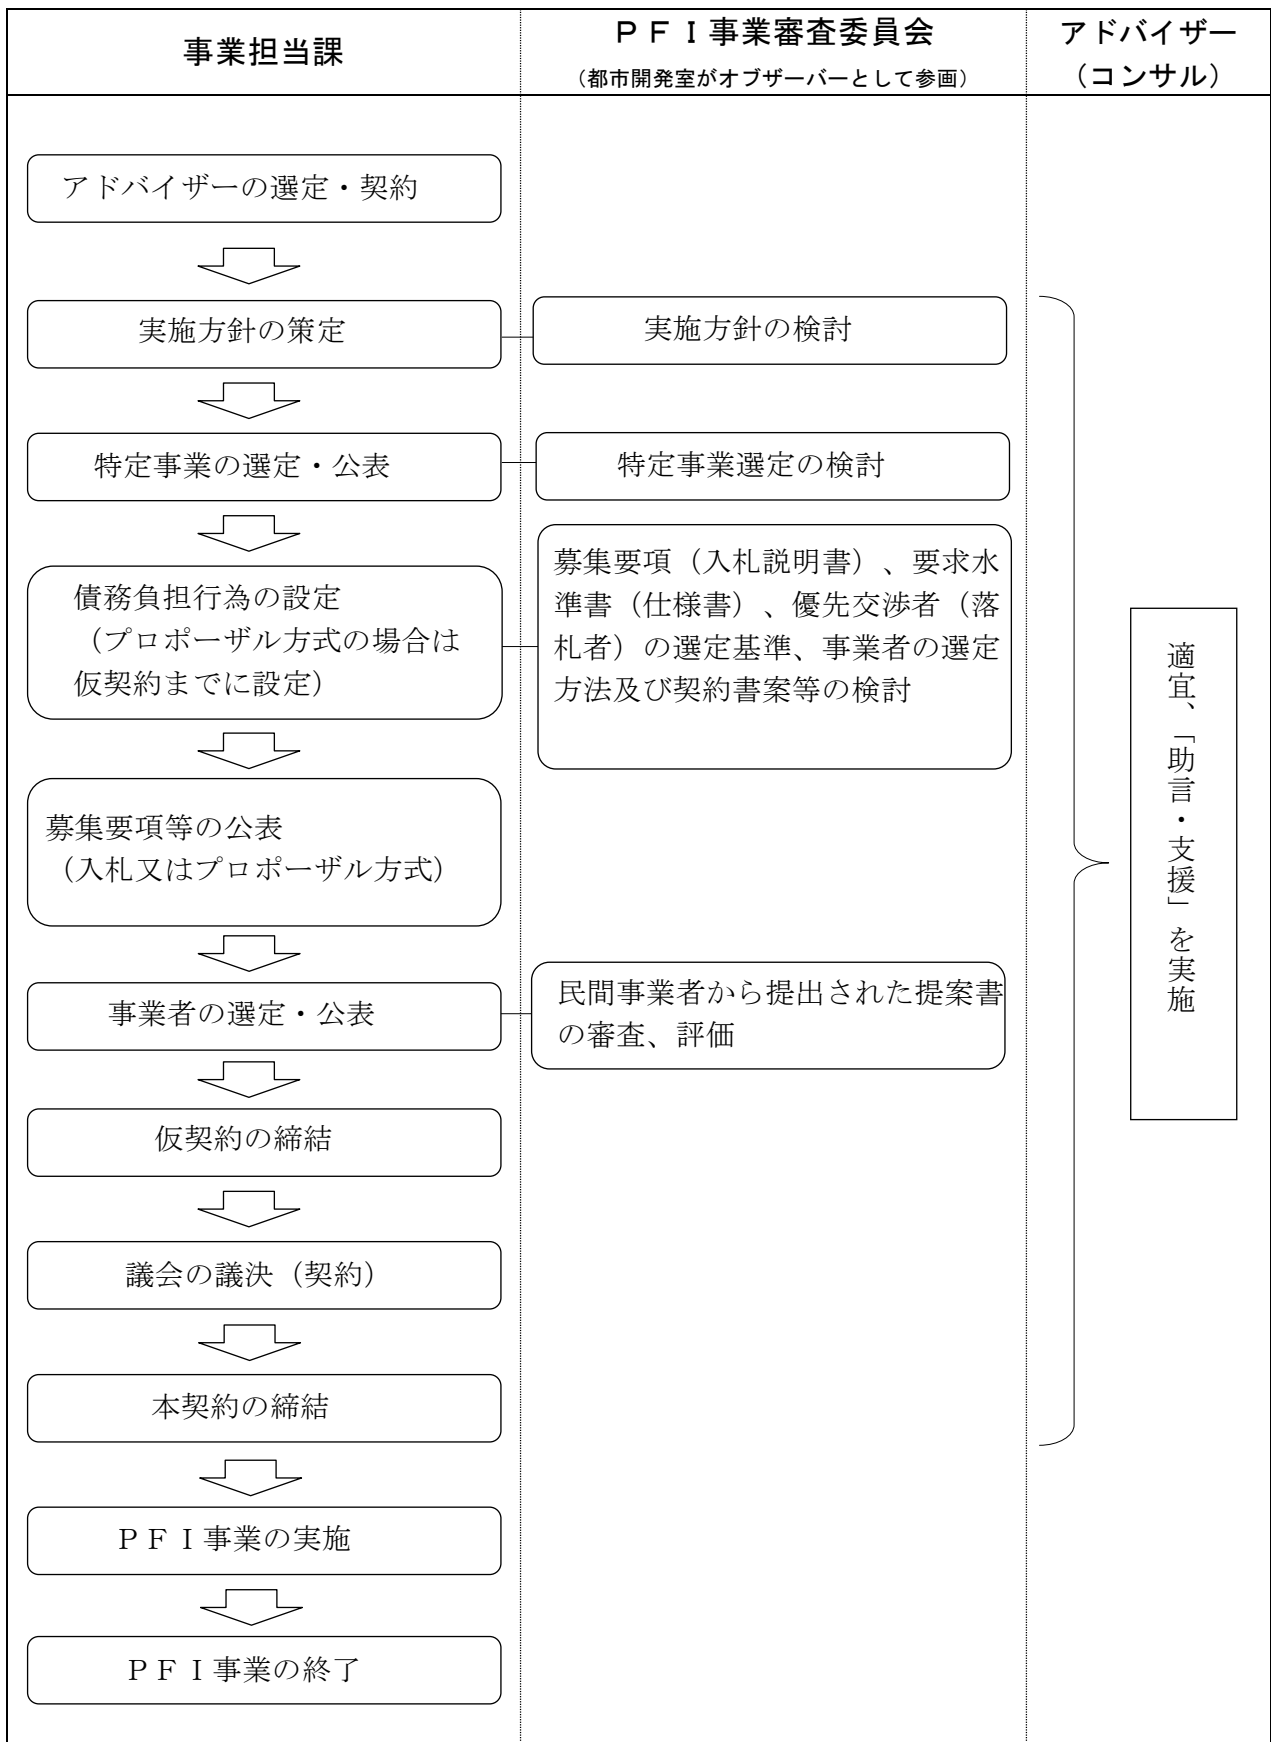 事業担当課
ＰＦＩ事業審査委員会
（都市開発室がオブザーバーとして参画）
アドバイザー
（コンサル）
アドバイザーの選定・契約
実施方針の策定
実施方針の検討
特定事業の選定・公表
特定事業選定の検討
債務負担行為の設定
（プロポーザル方式の場合は
仮契約までに設定）
募集要項（入札説明書）、要求水
準書（仕様書）、優先交渉者（落
札者）の選定基準、事業者の選定
方法及び契約書案等の検討
募集要項等の公表
（入札又はプロポーザル方式）
事業者の選定・公表
民間事業者から提出された提案書
の審査、評価
仮契約の締結
議会の議決（契約）
本契約の締結
ＰＦＩ事業の実施
ＰＦＩ事業の終了
適宜、「助言・支援」を実施